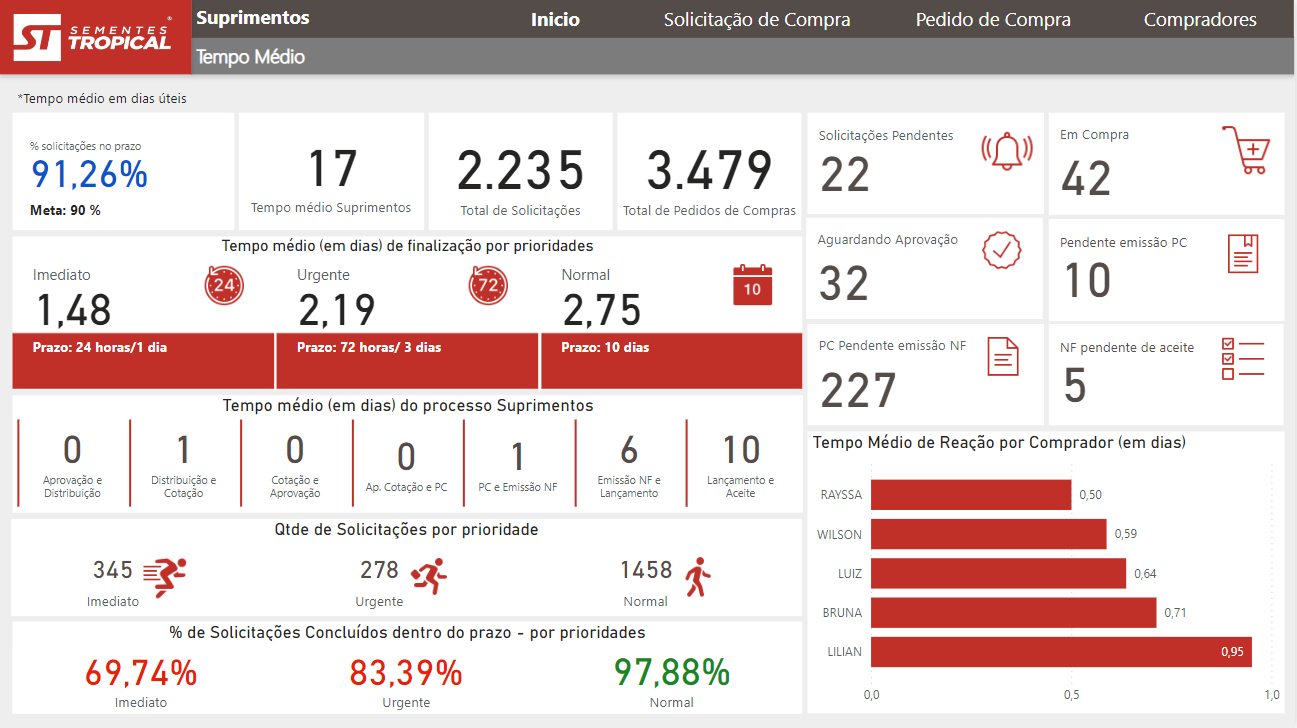 ST SEMENTES TROPICAL ®
Suprimentos
Inicio
Solicitação de Compra
Pedido de Compra
Compradores
Tempo Médio
*Tempo médio em dias úteis
% solicitações no prazo
91,26%
Meta: 90 %
17
Tempo médio Suprimentos
2.235
Total de Solicitações
3.479
Total de Pedidos de Compras
Solicitações Pendentes
22
Em Compra
42
Aguardando Aprovação
32
Pendente emissão PC
10
PC Pendente emissão NF
227
NF pendente de aceite
5
Tempo médio (em dias) de finalização por prioridades
Imediato
1,48
24
Prazo: 24 horas/1 dia
Urgente
2,19
72
Prazo: 72 horas/ 3 dias
Normal
2,75
10
Prazo: 10 dias
Tempo médio (em dias) do processo Suprimentos
0
Aprovação e
Distribuição
1
Distribuição e
Cotação
0
Cotação e
Aprovação
0
Ap. Cotação e PC
1
PC e Emissão NF
6
Emissão NF e
Lançamento
10
Lançamento e
Aceite
Qtde de Solicitações por prioridade
345
Imediato
278
Urgente
1458
Normal
% de Solicitações Concluídos dentro do prazo - por prioridades
69,74%
Imediato
83,39%
Urgente
97,88%
Normal
Tempo Médio de Reação por Comprador (em dias)
RAYSSA 0,50
WILSON 0,59
LUIZ 0,64
BRUNA 0,71
LILIAN 0,95
0,0 0,5 1,0